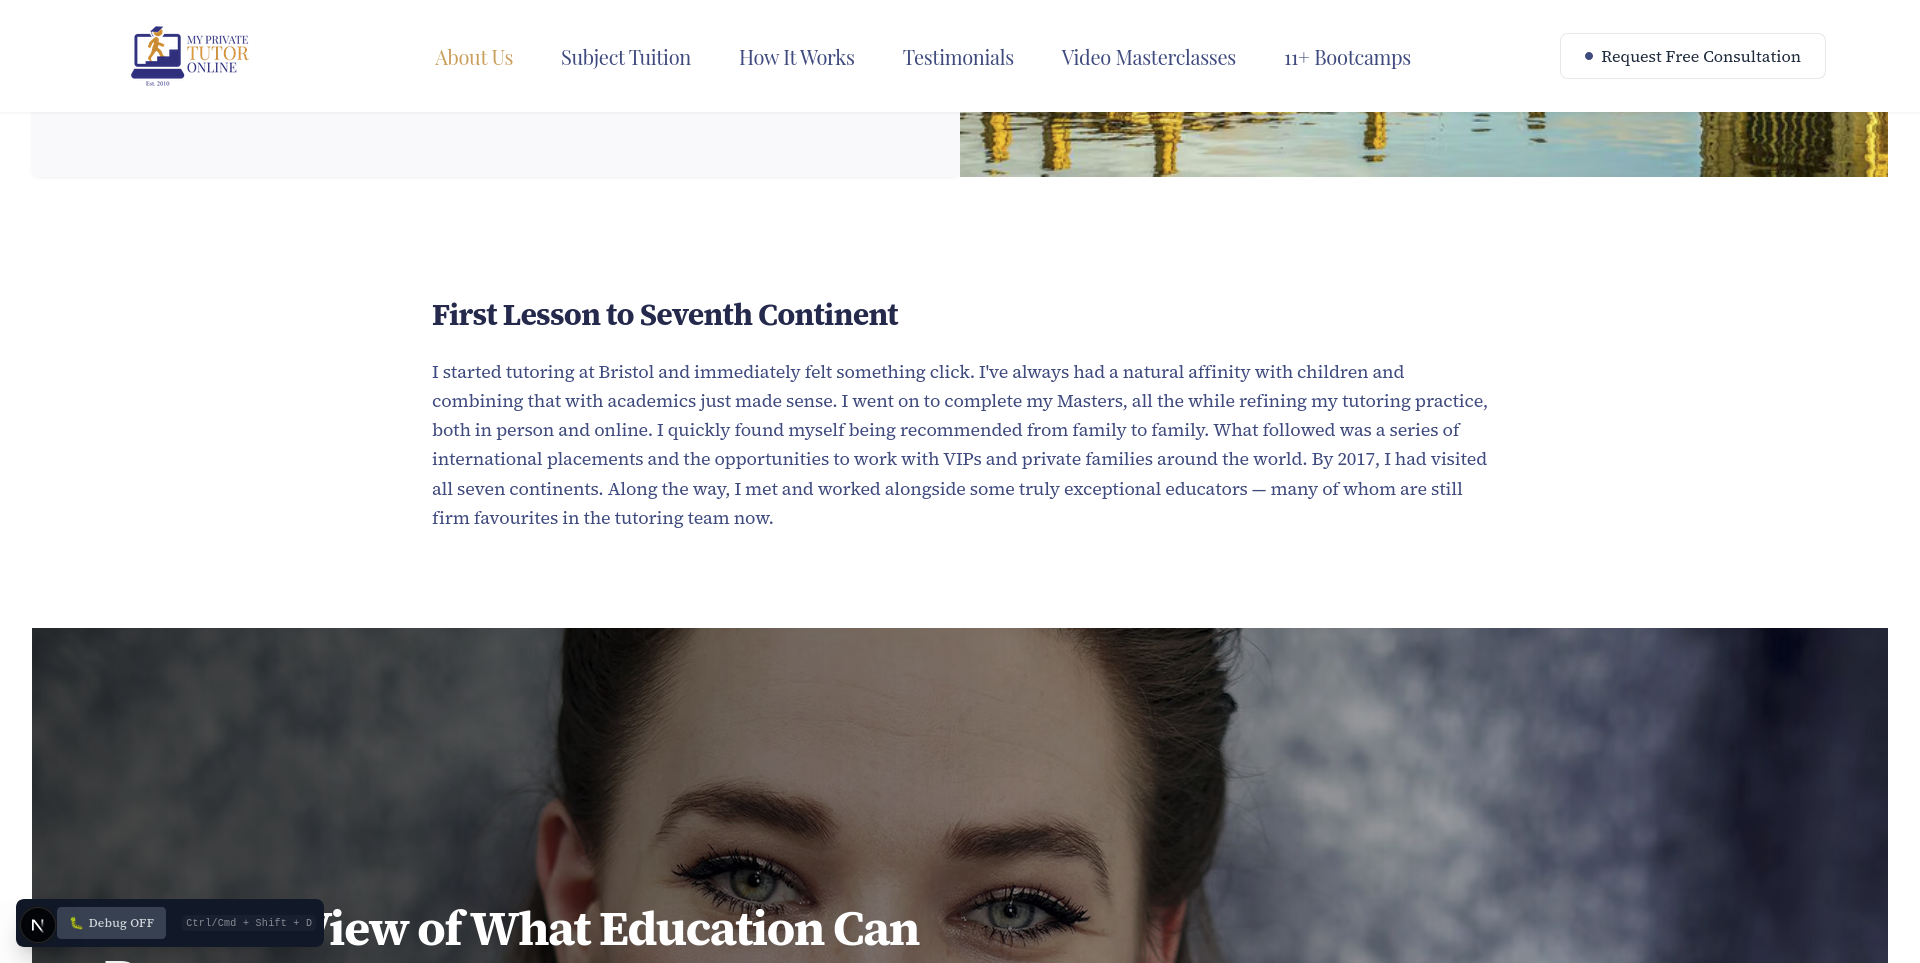 MY PRIVATE
TUTOR
ONLINE
Est. 2010
About Us
Subject Tuition
How It Works
Testimonials
Video Masterclasses
11+ Bootcamps
Request Free Consultation
First Lesson to Seventh Continent
I started tutoring at Bristol and immediately felt something click. I've always had a natural affinity with children and
combining that with academics just made sense. I went on to complete my Masters, all the while refining my tutoring practice,
both in person and online. I quickly found myself being recommended from family to family. What followed was a series of
international placements and the opportunities to work with VIPs and private families around the world. By 2017, I had visited
all seven continents. Along the way, I met and worked alongside some truly exceptional educators — many of whom are still
firm favourites in the tutoring team now.
View of What Education Can
N
Debug OFF
Ctrl/Cmd + Shift + D